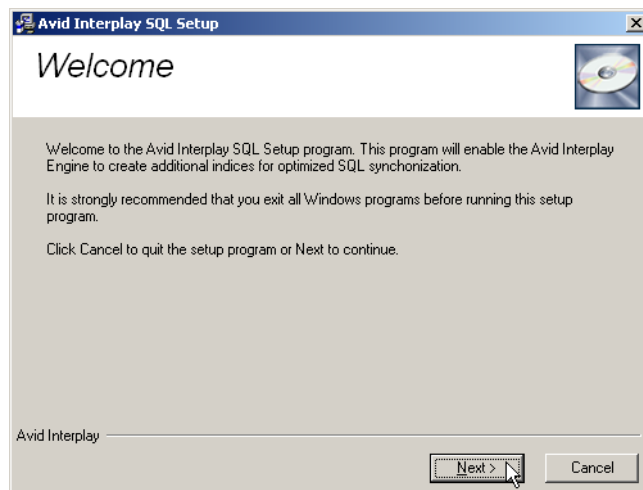 Avid Interplay SQL Setup
Welcome
Welcome to the Avid Interplay SQL Setup program. This program will enable the Avid Interplay
Engine to create additional indices for optimized SQL synchonization.
It is strongly recommended that you exit all Windows programs before running this setup
program.
Click Cancel to quit the setup program or Next to continue.
Avid Interplay
Next >
Cancel